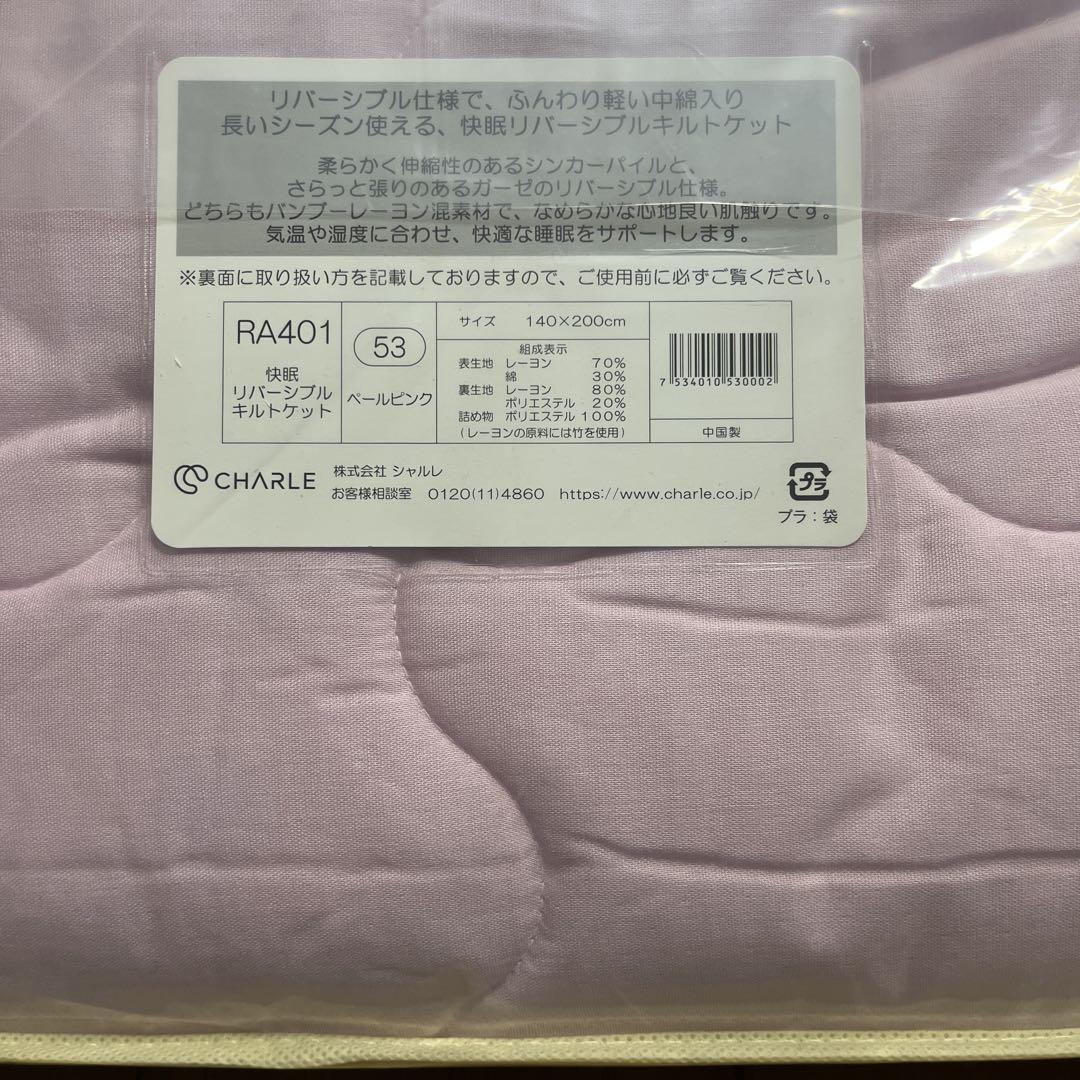 リバーシブル仕様で、ふんわり軽い中綿入り
長いシーズン使える、快眠リバーシブルキルトケット
柔らかく伸縮性のあるシンカーパイルと、
さらっと張りのあるガーゼのリバーシブル仕様。
どちらもバンブーレーヨン混素材で、なめらかな心地良い肌触りです。
気温や湿度に合わせ、快適な睡眠をサポートします。
※裏面に取り扱い方を記載しておりますので、ご使用前に必ずご覧ください。
RA401
快眠
リバーシブル
キルトケット
53
ペールピンク
サイズ 140×200cm
組成表示
表生地 レーヨン 70%
綿 30%
裏生地 レーヨン 80%
ポリエステル 20%
詰め物 ポリエステル 100%
(レーヨンの原料には竹を使用)
7 534010 530002
中国製
CHARLE
株式会社 シャルレ
お客様相談室 0120(11)4860 https://www.charle.co.jp/
プラ
プラ:袋